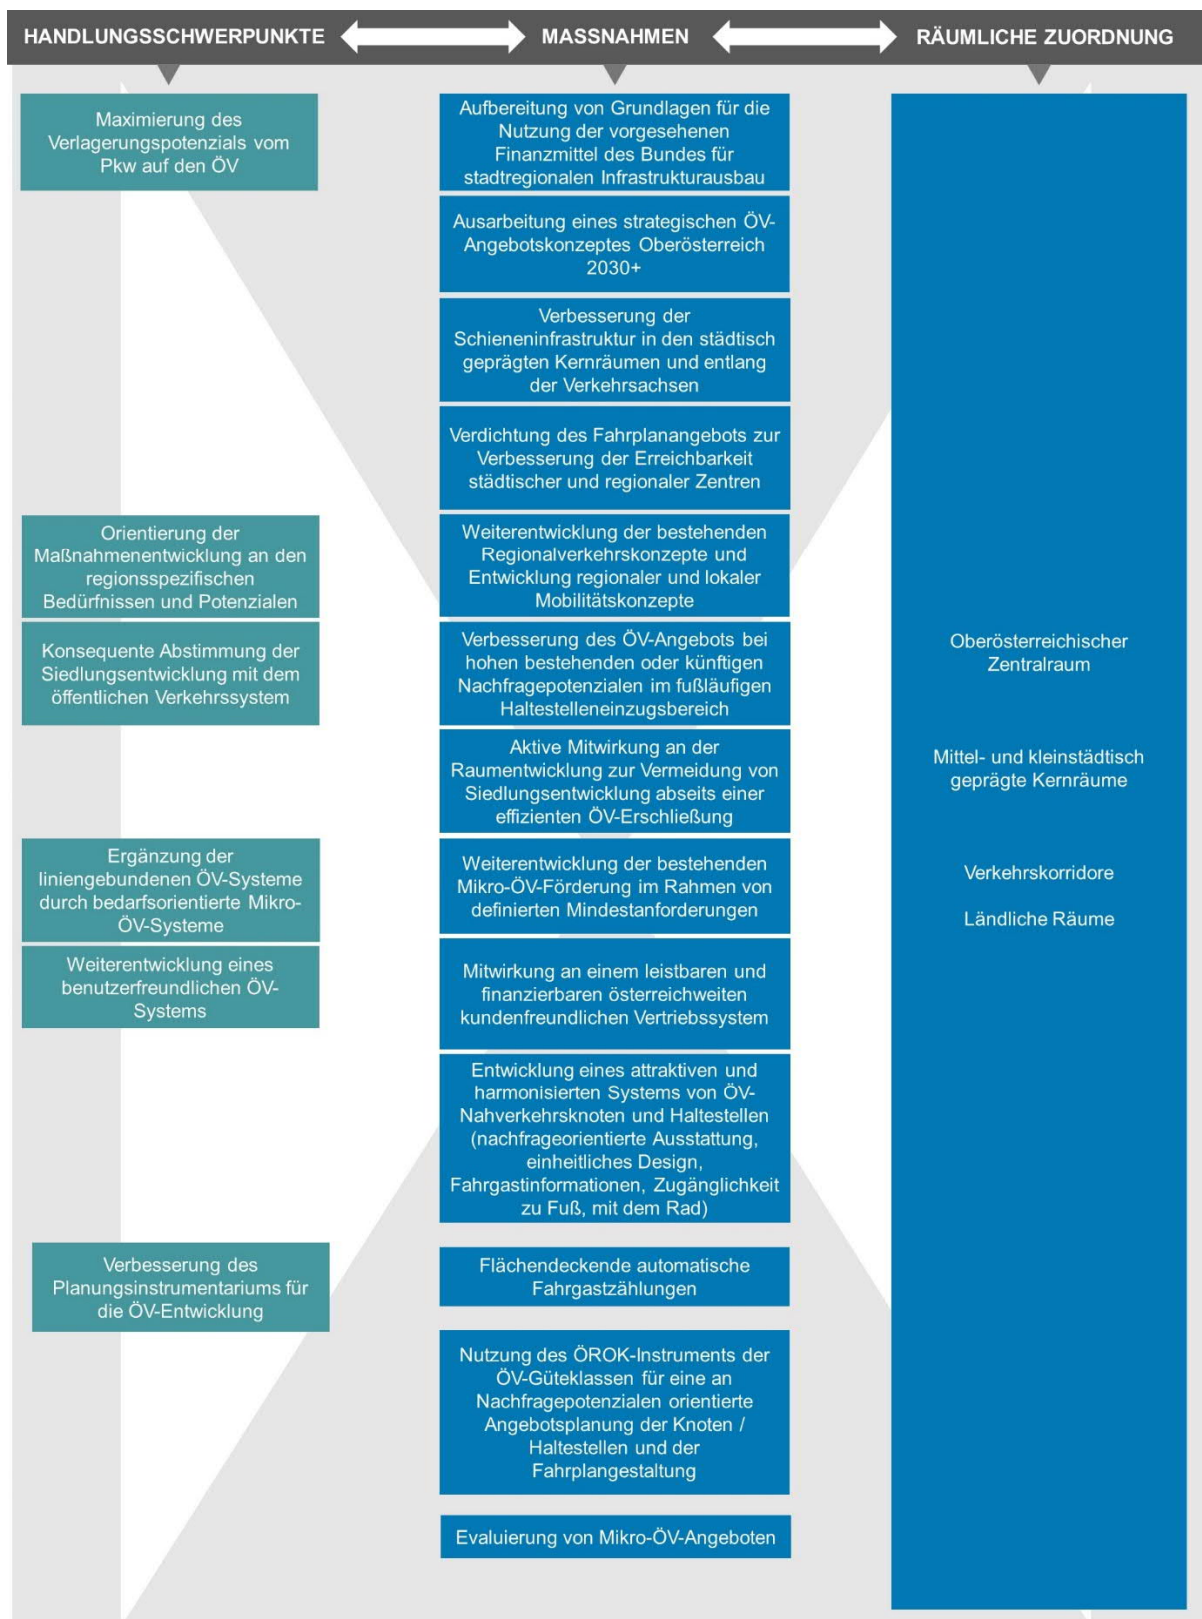 HANDLUNGSSCHWERPUNKTE
MASSNAHMEN
RÄUMLICHE ZUORDNUNG
Maximierung des
Verlagerungspotenzials vom
Pkw auf den ÖV
Orientierung der
Maßnahmenentwicklung an den
regionsspezifischen
Bedürfnissen und Potenzialen
Konsequente Abstimmung der
Siedlungsentwicklung mit dem
öffentlichen Verkehrssystem
Ergänzung der
liniengebundenen ÖV-Systeme
durch bedarfsorientierte Mikro-
ÖV-Systeme
Weiterentwicklung eines
benutzerfreundlichen ÖV-
Systems
Verbesserung des
Planungsinstrumentariums für
die ÖV-Entwicklung
Aufbereitung von Grundlagen für die
Nutzung der vorgesehenen
Finanzmittel des Bundes für
stadtregionalen Infrastrukturausbau
Ausarbeitung eines strategischen ÖV-
Angebotskonzeptes Oberösterreich
2030+
Verbesserung der
Schieneninfrastruktur in den städtisch
geprägten Kernräumen und entlang
der Verkehrsachsen
Verdichtung des Fahrplanangebots zur
Verbesserung der Erreichbarkeit
städtischer und regionaler Zentren
Weiterentwicklung der bestehenden
Regionalverkehrskonzepte und
Entwicklung regionaler und lokaler
Mobilitätskonzepte
Verbesserung des ÖV-Angebots bei
hohen bestehenden oder künftigen
Nachfragepotenzialen im fußläufigen
Haltestelleneinzugsbereich
Aktive Mitwirkung an der
Raumentwicklung zur Vermeidung von
Siedlungsentwicklung abseits einer
effizienten ÖV-Erschließung
Weiterentwicklung der bestehenden
Mikro-ÖV-Förderung im Rahmen von
definierten Mindestanforderungen
Mitwirkung an einem leistbaren und
finanzierbaren österreichweiten
kundenfreundlichen Vertriebssystem
Entwicklung eines attraktiven und
harmonisierten Systems von ÖV-
Nahverkehrsknoten und Haltestellen
(nachfrageorientierte Ausstattung,
einheitliches Design,
Fahrgastinformationen, Zugänglichkeit
zu Fuß, mit dem Rad)
Flächendeckende automatische
Fahrgastzählungen
Nutzung des ÖROK-Instruments der
ÖV-Güteklassen für eine an
Nachfragepotenzialen orientierte
Angebotsplanung der Knoten /
Haltestellen und der
Fahrplangestaltung
Evaluierung von Mikro-ÖV-Angeboten
Oberösterreichischer
Zentralraum
Mittel- und kleinstädtisch
geprägte Kernräume
Verkehrskorridore
Ländliche Räume